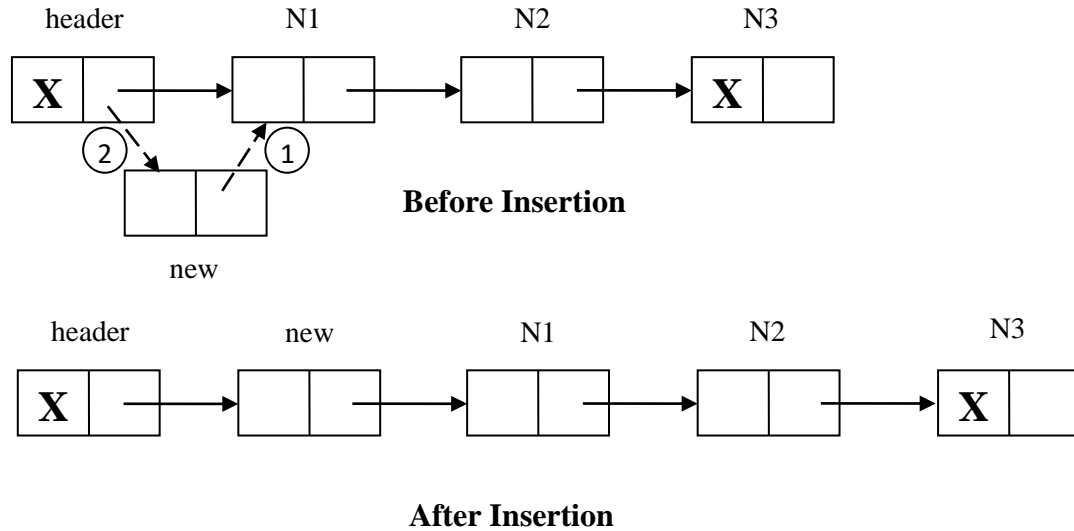 header N1 N2 N3
X X
2 1
Before Insertion
new
header new N1 N2 N3
X X
After Insertion